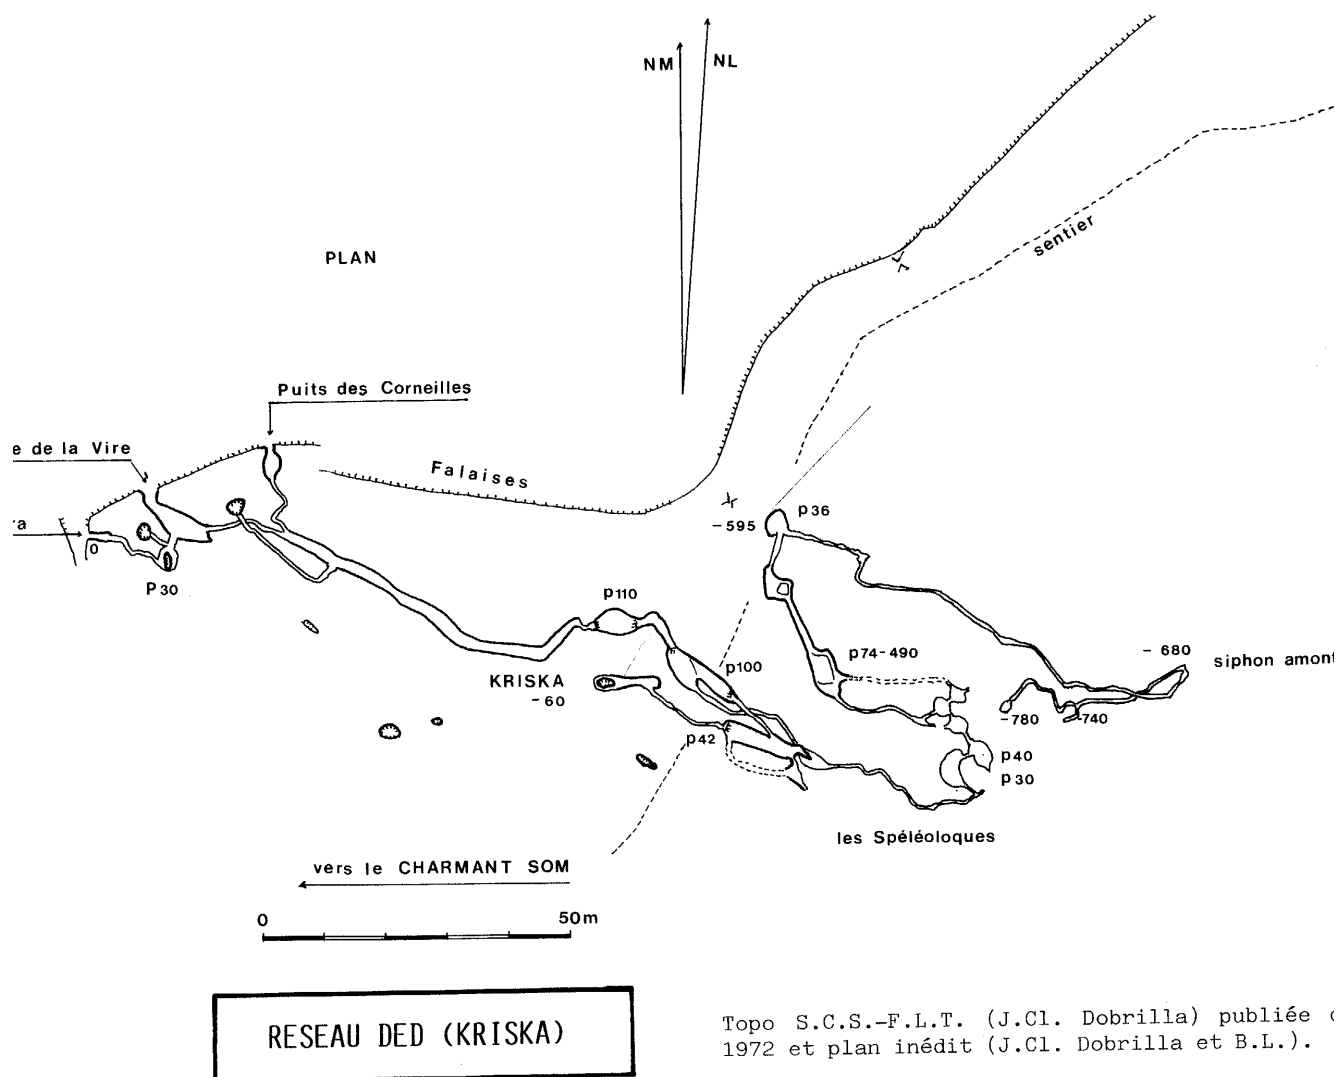 NM NL
PLAN
sentier
Puits des Corneilles
e de la Vire
Falaises
ra
0
P30
-595
p36
p110
KRISKA
-60
p100
p74-490
-680
siphon amont
-780
-740
p42
p40
p30
les Spéléoloques
vers le CHARMANT SOM
0 50m
RESEAU DED (KRISKA)
Topo S.C.S.-F.L.T. (J.Cl. Dobrilla) publiée
1972 et plan inédit (J.Cl. Dobrilla et B.L.).